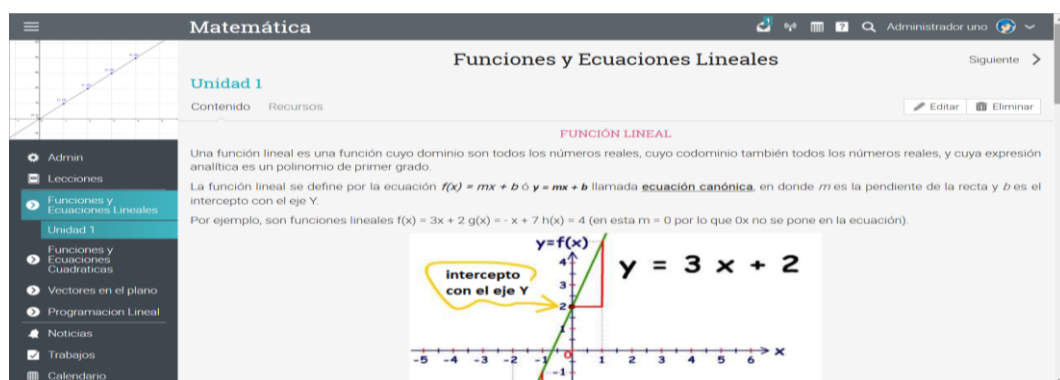 Matemática
1
Administrador uno
Funciones y Ecuaciones Lineales
Siguiente
Unidad 1
Contenido Recursos
Editar
Eliminar
FUNCIÓN LINEAL
Una función lineal es una función cuyo dominio son todos los números reales, cuyo codominio también todos los números reales, y cuya expresión
analítica es un polinomio de primer grado.
La función lineal se define por la ecuación f(x) = mx + b ó y = mx + b llamada ecuación canónica, en donde m es la pendiente de la recta y b es el
intercepto con el eje Y.
Por ejemplo, son funciones lineales f(x) = 3x + 2 g(x) = - x + 7 h(x) = 4 (en esta m = 0 por lo que 0x no se pone en la ecuación).
y=f(x)
y = 3 x + 2
intercepto
con el eje Y
4
3
2
1
-5 -4 -3 -2 -1 0 1 2 3 4 5 6 x
-1
Admin
Lecciones
Funciones y
Ecuaciones Lineales
Unidad 1
Funciones y
Ecuaciones
Cuadraticas
Vectores en el plano
Programacion Lineal
Noticias
Trabajos
Calendario